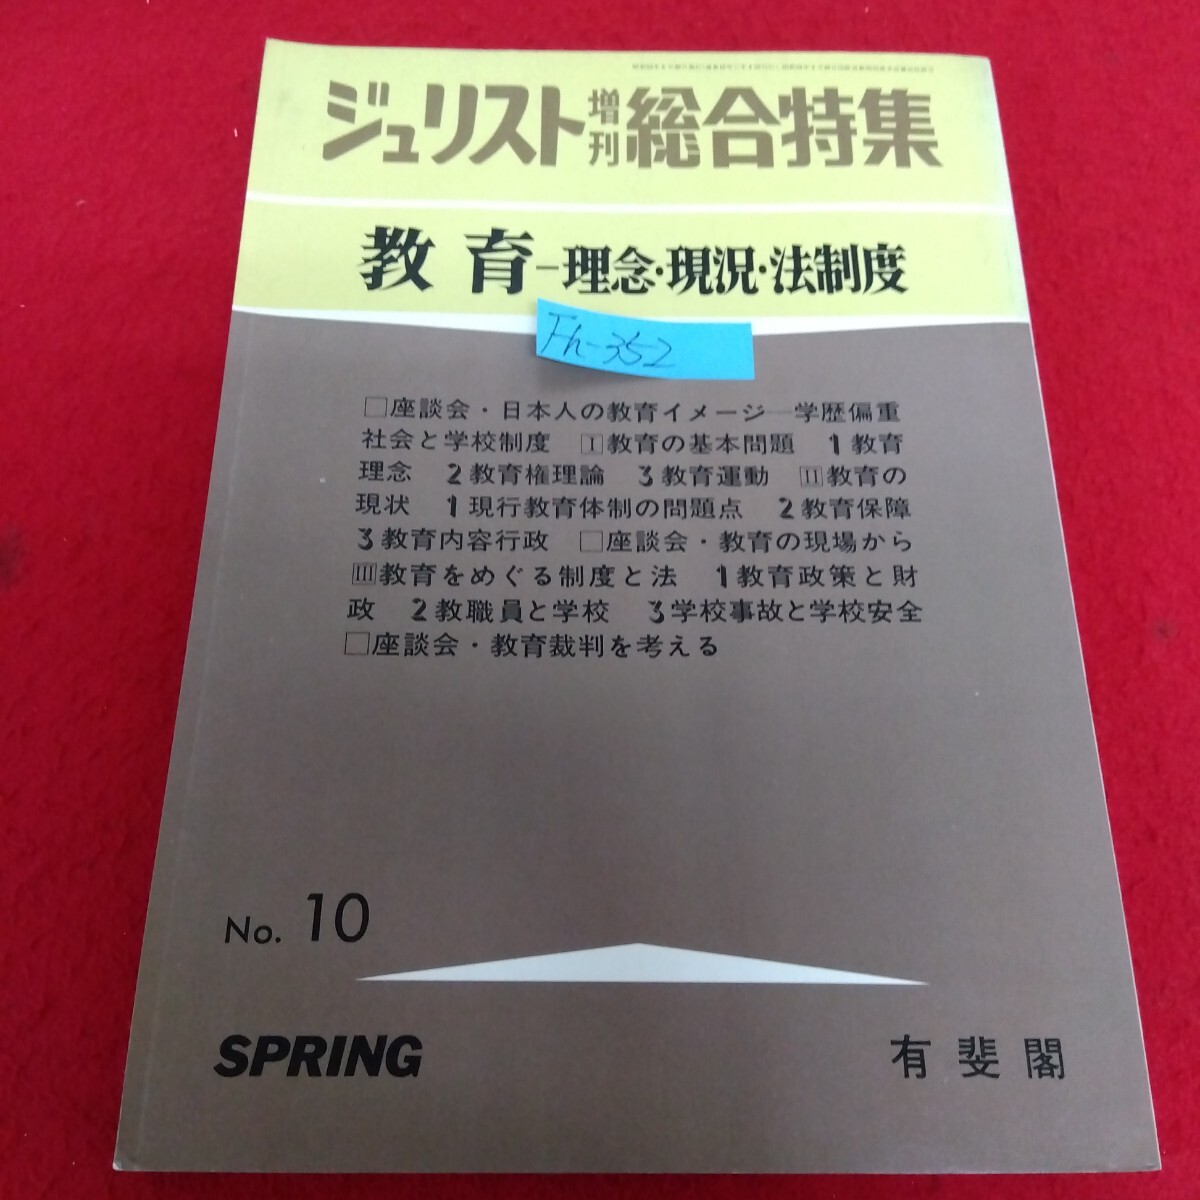 ジュリスト増刊総合特集
教育―理念・現況・法制度
Fh-352
□座談会・日本人の教育イメージ―学歴偏重
社会と学校制度 Ⅰ教育の基本問題 1教育
理念 2教育権理論 3教育運動 Ⅱ教育の
現状 1現行教育体制の問題点 2教育保障
3教育内容行政 □座談会・教育の現場から
Ⅲ教育をめぐる制度と法 1教育政策と財
政 2教職員と学校 3学校事故と学校安全
□座談会・教育裁判を考える
No. 10
SPRING
有斐閣